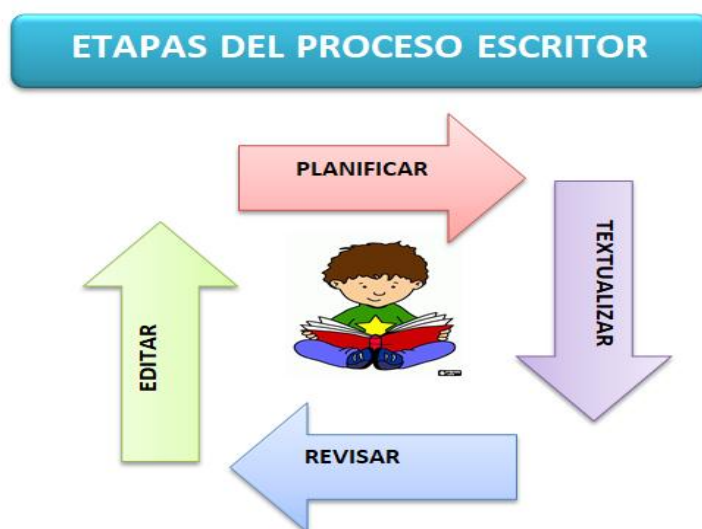 ETAPAS DEL PROCESO ESCRITOR
PLANIFICAR
TEXTUALIZAR
REVISAR
EDITAR